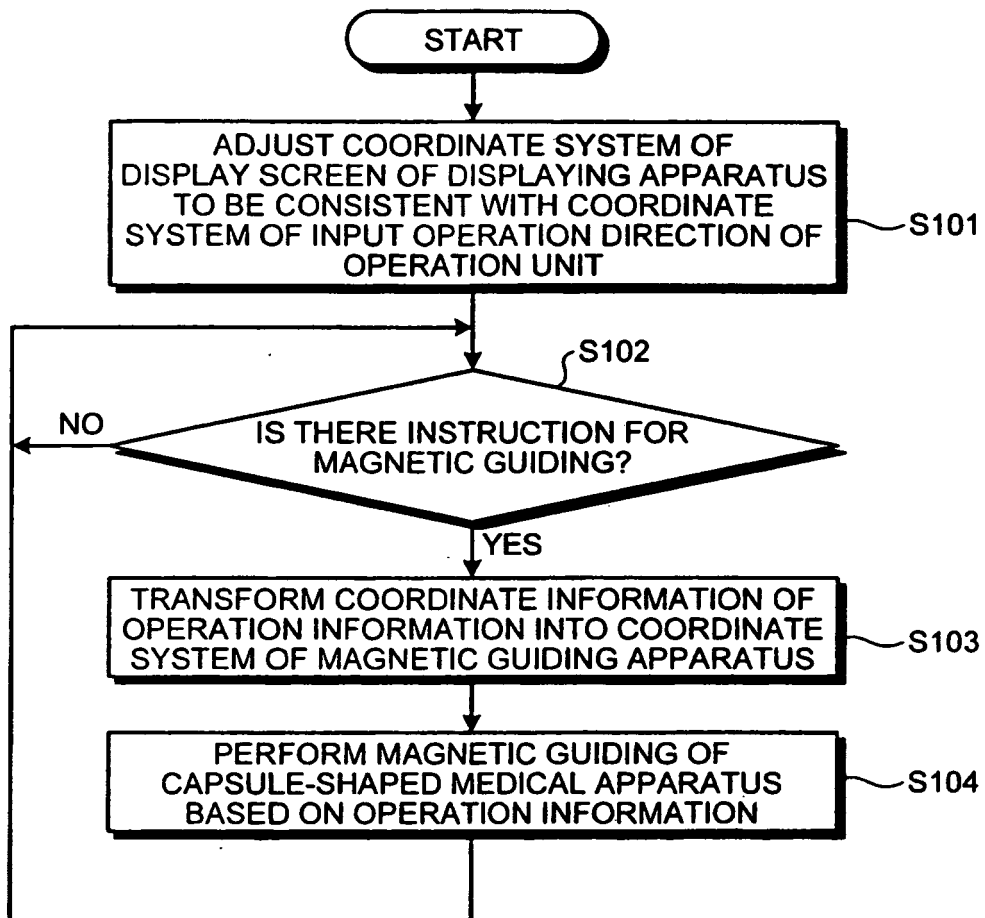 START
ADJUST COORDINATE SYSTEM OF
DISPLAY SCREEN OF DISPLAYING APPARATUS
TO BE CONSISTENT WITH COORDINATE
SYSTEM OF INPUT OPERATION DIRECTION OF
OPERATION UNIT
S101
S102
NO
IS THERE INSTRUCTION FOR
MAGNETIC GUIDING?
YES
TRANSFORM COORDINATE INFORMATION OF
OPERATION INFORMATION INTO COORDINATE
SYSTEM OF MAGNETIC GUIDING APPARATUS
S103
PERFORM MAGNETIC GUIDING OF
CAPSULE-SHAPED MEDICAL APPARATUS
BASED ON OPERATION INFORMATION
S104